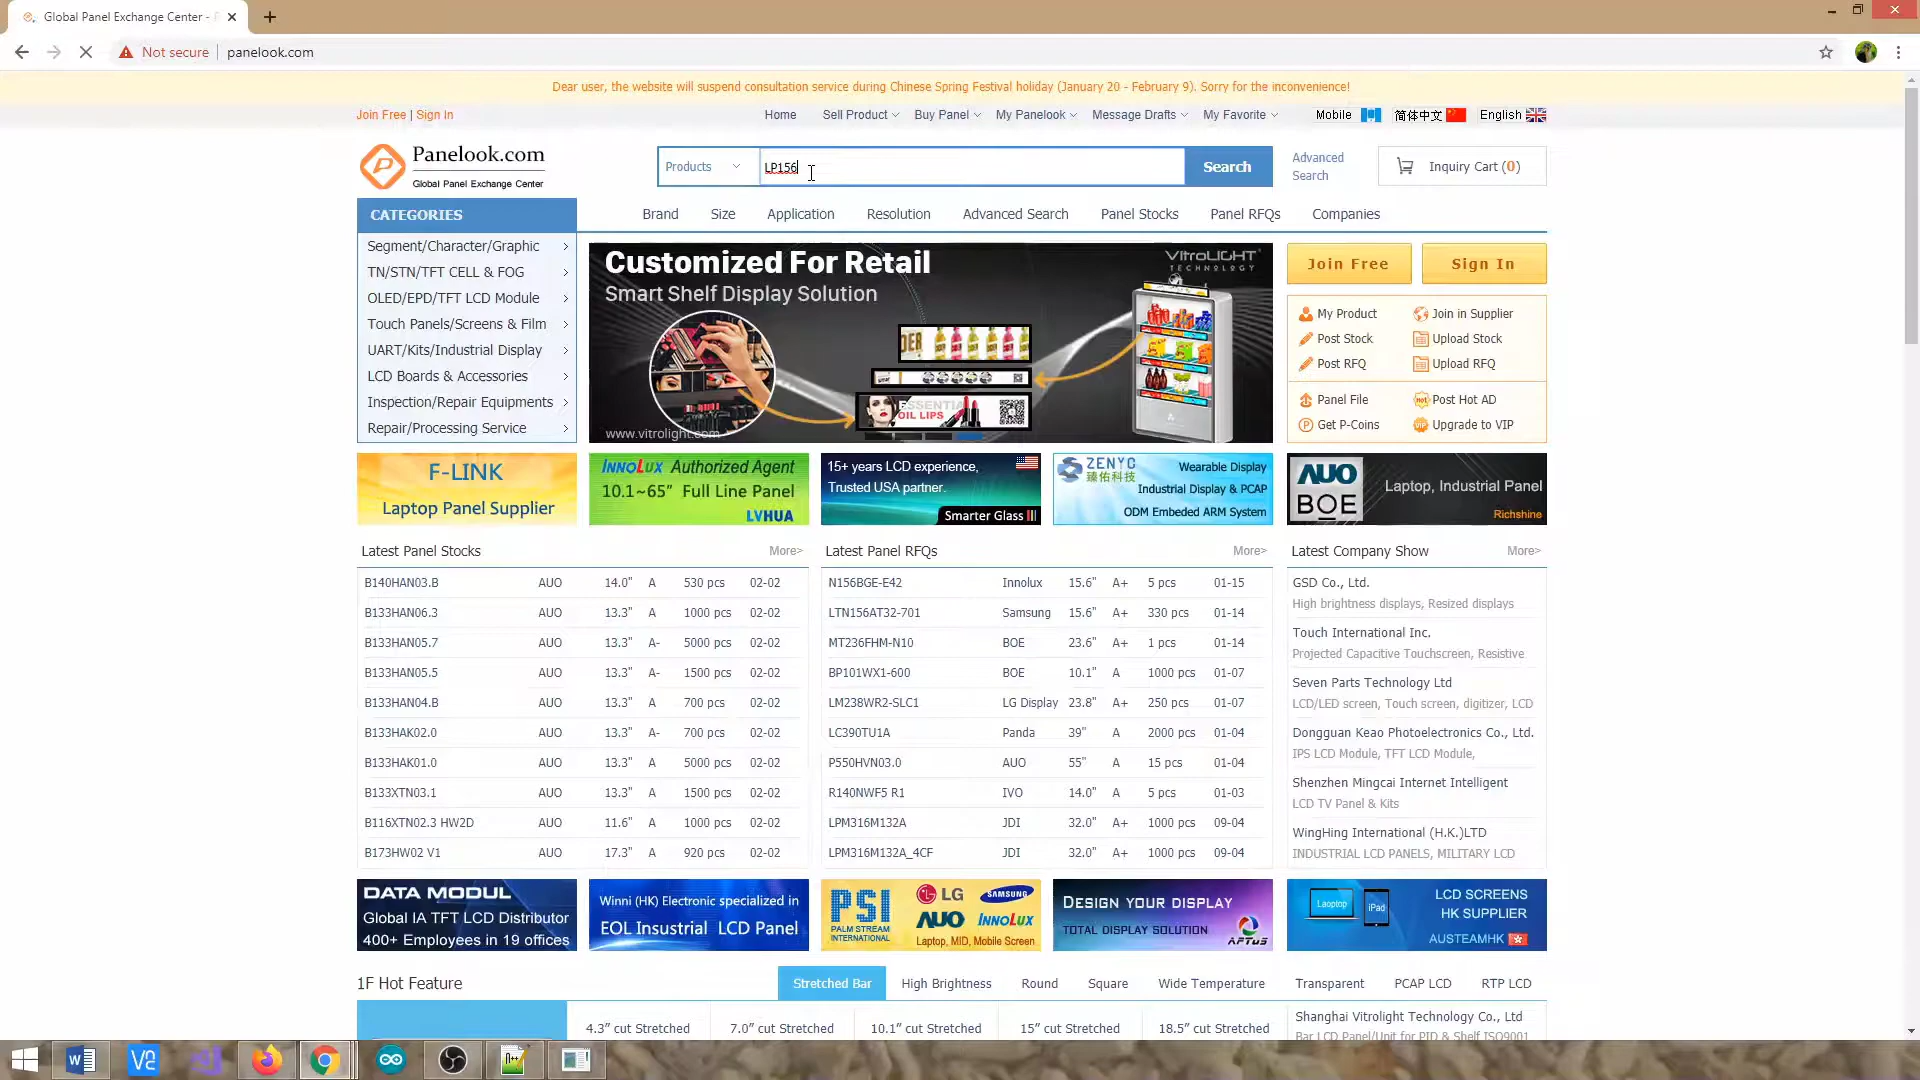 Global Panel Exchange Center -
Not secure
panelook.com
Dear user, the website will suspend consultation service during Chinese Spring Festival holiday (January 20 - February 9). Sorry for the inconvenience!
Join Free | Sign In
Home Sell Product Buy Panel My Panelook Message Drafts My Favorite
Mobile 简体中文 English
Panelook.com
Global Panel Exchange Center
Products LP156 Search
Advanced
Search
Inquiry Cart (0)
CATEGORIES
Brand Size Application Resolution Advanced Search Panel Stocks Panel RFQs Companies
Segment/Character/Graphic
TN/STN/TFT CELL & FOG
OLED/EPD/TFT LCD Module
Touch Panels/Screens & Film
UART/Kits/Industrial Display
LCD Boards & Accessories
Inspection/Repair Equipments
Repair/Processing Service
Customized For Retail
Smart Shelf Display Solution
VitroLIGHT
TECHNOLOGY
DER
ESSENTIA
OIL LIPS
www.vitrolight.com
Join Free Sign In
My Product Join in Supplier
Post Stock Upload Stock
Post RFQ Upload RFQ
Panel File Post Hot AD
Get P-Coins Upgrade to VIP
F-LINK
Laptop Panel Supplier
INNOLUX Authorized Agent
10.1~65" Full Line Panel
LVHUA
15+ years LCD experience,
Trusted USA partner.
Smarter Glass
ZENYO
臻佑科技
Wearable Display
Industrial Display & PCAP
ODM Embeded ARM System
AUO
BOE
Laptop, Industrial Panel
Richshine
Latest Panel Stocks More>
B140HAN03.B AUO 14.0" A 530 pcs 02-02
B133HAN06.3 AUO 13.3" A 1000 pcs 02-02
B133HAN05.7 AUO 13.3" A- 5000 pcs 02-02
B133HAN05.5 AUO 13.3" A- 1500 pcs 02-02
B133HAN04.B AUO 13.3" A 700 pcs 02-02
B133HAK02.0 AUO 13.3" A- 700 pcs 02-02
B133HAK01.0 AUO 13.3" A 5000 pcs 02-02
B133XTN03.1 AUO 13.3" A 1500 pcs 02-02
B116XTN02.3 HW2D AUO 11.6" A 1000 pcs 02-02
B173HW02 V1 AUO 17.3" A 920 pcs 02-02
Latest Panel RFQs More>
N156BGE-E42 Innolux 15.6" A+ 5 pcs 01-15
LTN156AT32-701 Samsung 15.6" A+ 330 pcs 01-14
MT236FHM-N10 BOE 23.6" A+ 1 pcs 01-14
BP101WX1-600 BOE 10.1" A 1000 pcs 01-07
LM238WR2-SLC1 LG Display 23.8" A+ 250 pcs 01-07
LC390TU1A Panda 39" A 2000 pcs 01-04
P550HVN03.0 AUO 55" A 15 pcs 01-04
R140NWF5 R1 IVO 14.0" A 5 pcs 01-03
LPM316M132A JDI 32.0" A+ 1000 pcs 09-04
LPM316M132A_4CF JDI 32.0" A+ 1000 pcs 09-04
Latest Company Show More>
GSD Co., Ltd.
High brightness displays, Resized displays
Touch International Inc.
Projected Capacitive Touchscreen, Resistive
Seven Parts Technology Ltd
LCD/LED screen, Touch screen, digitizer, LCD
Dongguan Keao Photoelectronics Co., Ltd.
IPS LCD Module, TFT LCD Module,
Shenzhen Mingcai Internet Intelligent
LCD TV Panel & Kits
WingHing International (H.K.)LTD
INDUSTRIAL LCD PANELS, MILITARY LCD
DATA MODUL
Global IA TFT LCD Distributor
400+ Employees in 19 offices
Winni (HK) Electronic specialized in
EOL Insustrial LCD Panel
PSI
PALM STREAM
INTERNATIONAL
LG SAMSUNG
AUO INNOLUX
Laptop, MID, Mobile Screen
DESIGN YOUR DISPLAY
TOTAL DISPLAY SOLUTION
AFTUS
Laoptop
iPad
LCD SCREENS
HK SUPPLIER
AUSTEAMHK
1F Hot Feature
Stretched Bar High Brightness Round Square Wide Temperature Transparent PCAP LCD RTP LCD
4.3" cut Stretched 7.0" cut Stretched 10.1" cut Stretched 15" cut Stretched 18.5" cut Stretched
Shanghai Vitrolight Technology Co., Ltd
Bar LCD Panel/Unit for PID & Shelf ISO9001